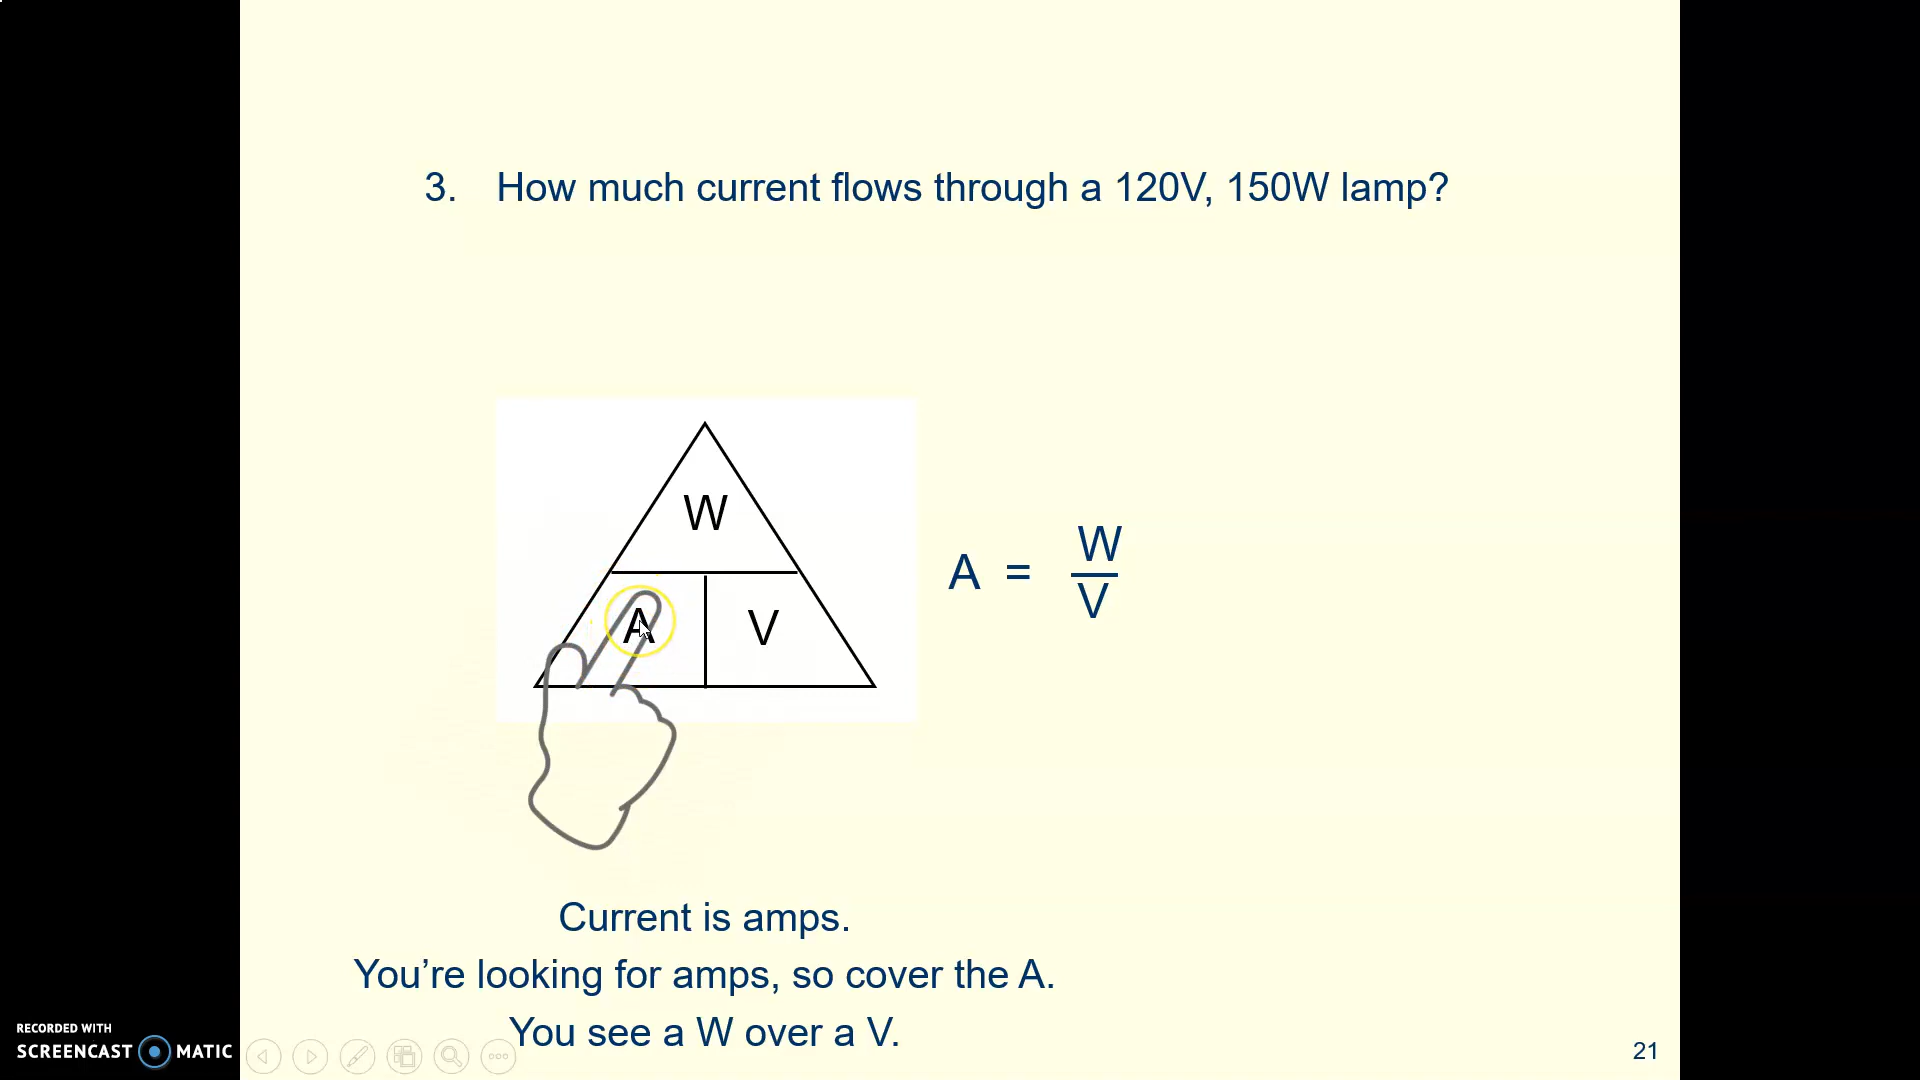 3. How much current flows through a 120V, 150W lamp?
W
A V
A = W
V
Current is amps.
You’re looking for amps, so cover the A.
You see a W over a V.
RECORDED WITH
SCREENCAST MATIC
21